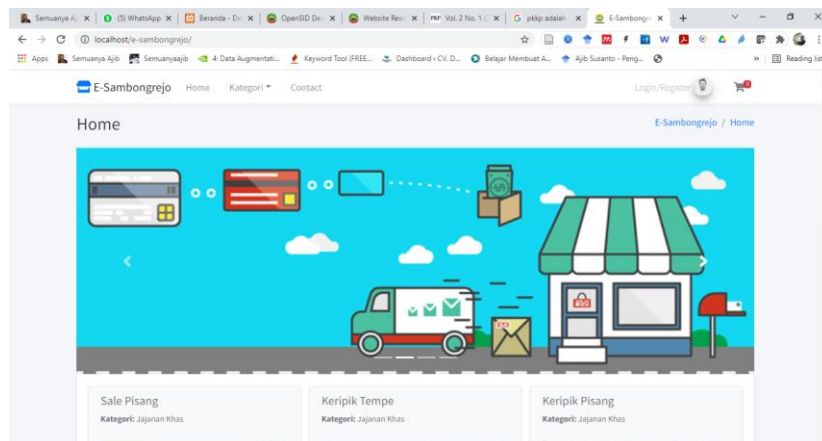 Semuanya Aj
(5) WhatsApp
Beranda - De
OpenSID De
Website Resm
Vol. 2 No. 1 (
pkkp adalah
E-Sambongre
localhost/e-sambongrejo/
Apps
Semuanya Ajib
Semuanyaajib
4: Data Augmentati...
Keyword Tool (FREE...
Dashboard ‹ CV. D...
Belajar Membuat A...
Ajib Susanto - Peng...
Reading list
E-Sambongrejo
Home
Kategori
Contact
Login/Register
0
Home
E-Sambongrejo / Home
Sale Pisang
Kategori: Jajanan Khas
Keripik Tempe
Kategori: Jajanan Khas
Keripik Pisang
Kategori: Jajanan Khas